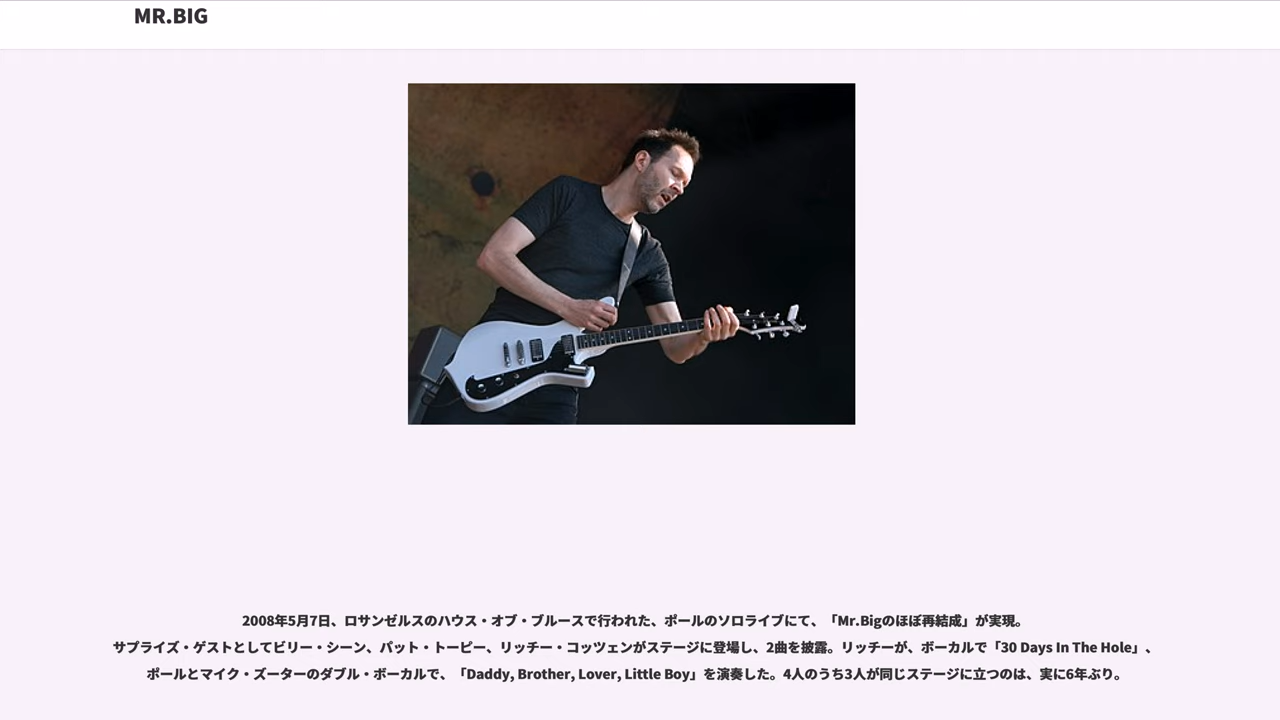 MR.BIG
2008年5月7日、ロサンゼルスのハウス・オブ・ブルースで行われた、ポールのソロライブにて、「Mr.Bigのほぼ再結成」が実現。
サプライズ・ゲストとしてビリー・シーン、パット・トーピー、リッチー・コッツェンがステージに登場し、2曲を披露。リッチーが、ボーカルで「30 Days In The Hole」、
ポールとマイク・ズーターのダブル・ボーカルで、「Daddy, Brother, Lover, Little Boy」を演奏した。4人のうち3人が同じステージに立つのは、実に6年ぶり。